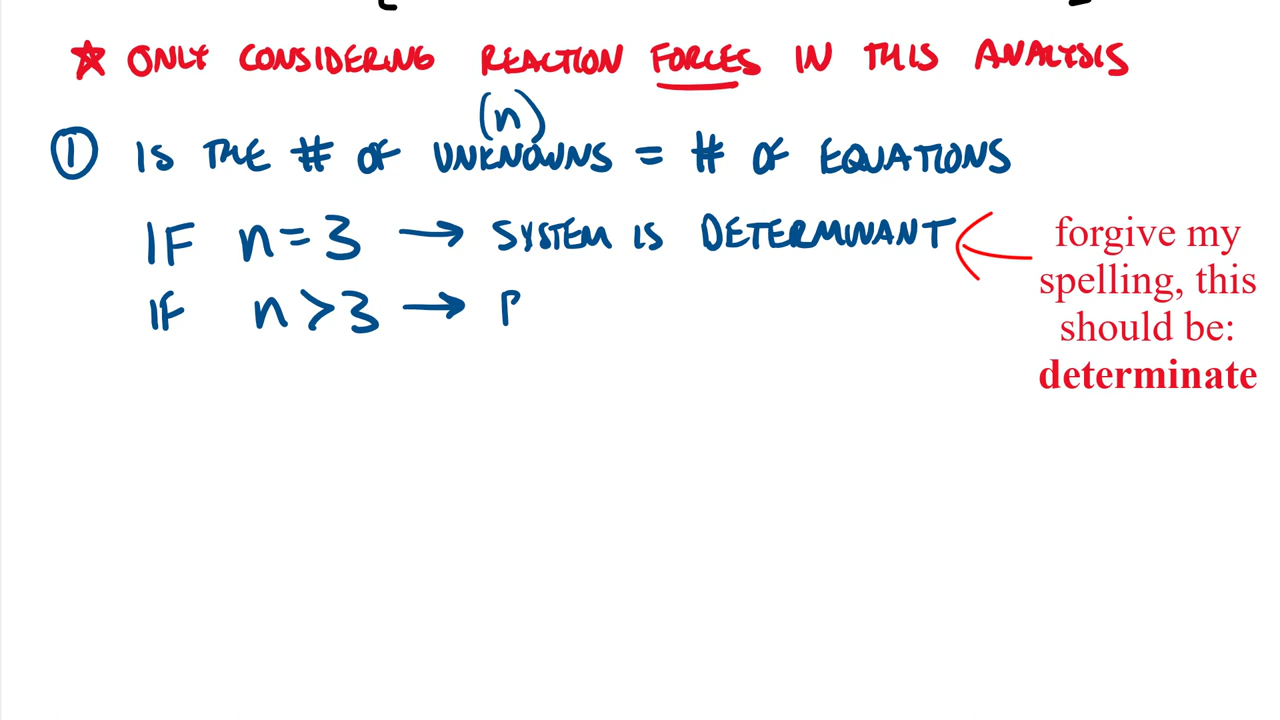 ★ ONLY CONSIDERING REACTION FORCES IN THIS ANALYSIS
(n)
① IS THE # OF UNKNOWNS = # OF EQUATIONS
IF n = 3 → SYSTEM IS DETERMINANT
IF n > 3 →
forgive my
spelling, this
should be:
determinate